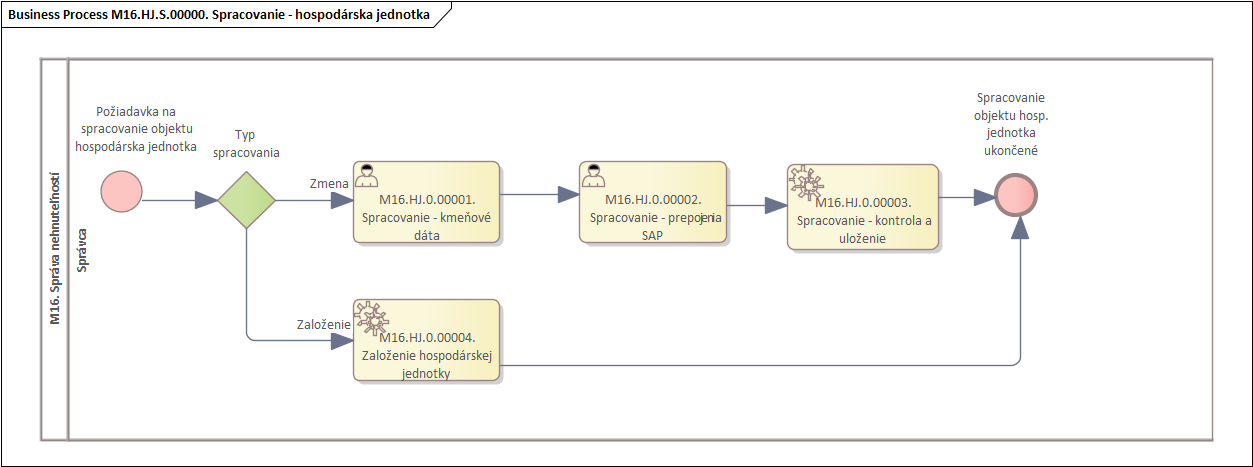 Business Process M16.HJ.S.00000. Spracovanie - hospodárska jednotka
M16. Správa nehnuteľností
Správca
Požiadavka na
spracovanie objektu
hospodárska jednotka
Typ
spracovania
Zmena
M16.HJ.0.00001.
Spracovanie - kmeňové
dáta
M16.HJ.0.00002.
Spracovanie - prepojenia
SAP
M16.HJ.0.00003.
Spracovanie - kontrola a
uloženie
Spracovanie
objektu hosp.
jednotka
ukončené
Založenie
M16.HJ.0.00004.
Založenie hospodárskej
jednotky